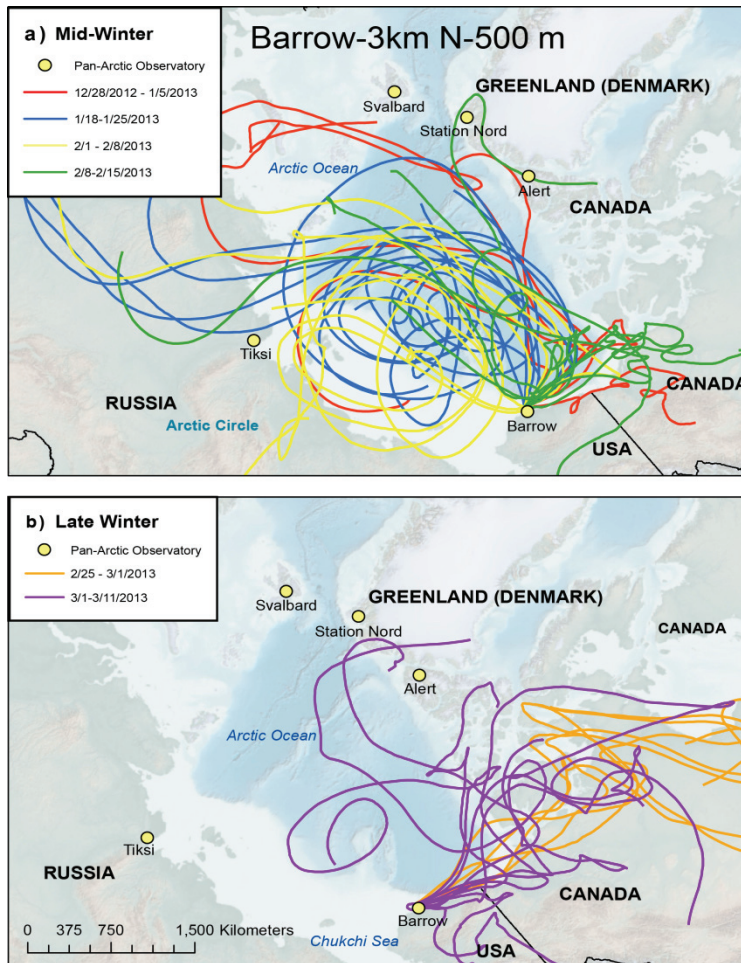 a) Mid-Winter
Pan-Arctic Observatory
12/28/2012 - 1/5/2013
1/18-1/25/2013
2/1 - 2/8/2013
2/8-2/15/2013
Barrow-3km N-500 m
GREENLAND (DENMARK)
Svalbard
Station Nord
Arctic Ocean
Alert
CANADA
Tiksi
CANADA
RUSSIA
Arctic Circle
Barrow
USA
b) Late Winter
Pan-Arctic Observatory
2/25 - 3/1/2013
3/1-3/11/2013
Svalbard
GREENLAND (DENMARK)
Station Nord
CANADA
Alert
Arctic Ocean
Tiksi
RUSSIA
CANADA
Barrow
0 375 750 1,500 Kilometers
Chukchi Sea
USA